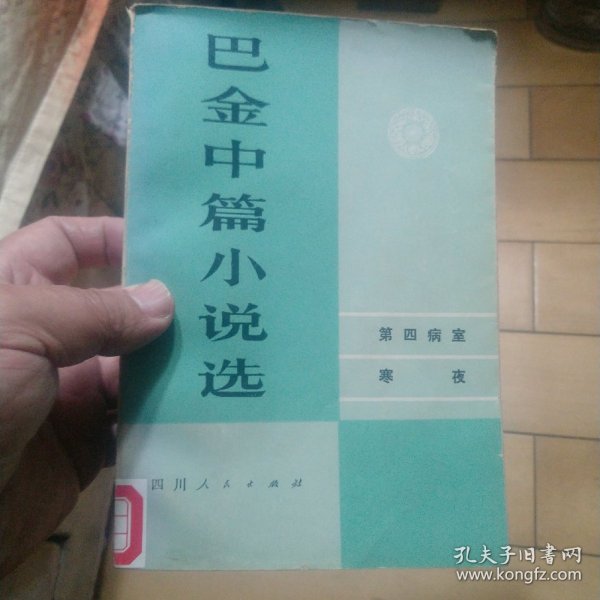 巴金中篇小说选
第四病室
寒夜
四川人民出版社
孔夫子旧书网
www.kongfz.com